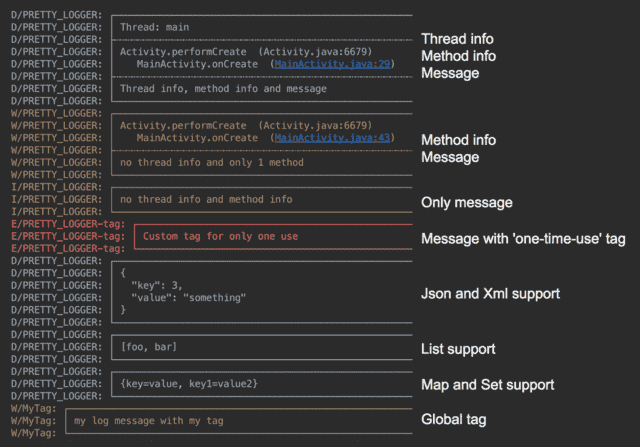 D/PRETTY_LOGGER:
D/PRETTY_LOGGER: Thread: main
D/PRETTY_LOGGER:
D/PRETTY_LOGGER: Activity.performCreate  (Activity.java:6679)
D/PRETTY_LOGGER:    MainActivity.onCreate  (MainActivity.java:29)
D/PRETTY_LOGGER:
D/PRETTY_LOGGER: Thread info, method info and message
D/PRETTY_LOGGER:
Thread info
Method info
Message
W/PRETTY_LOGGER:
W/PRETTY_LOGGER: Activity.performCreate  (Activity.java:6679)
W/PRETTY_LOGGER:    MainActivity.onCreate  (MainActivity.java:43)
W/PRETTY_LOGGER:
W/PRETTY_LOGGER: no thread info and only 1 method
W/PRETTY_LOGGER:
Method info
Message
I/PRETTY_LOGGER:
I/PRETTY_LOGGER: no thread info and method info
I/PRETTY_LOGGER:
Only message
E/PRETTY_LOGGER-tag:
E/PRETTY_LOGGER-tag: Custom tag for only one use
E/PRETTY_LOGGER-tag:
Message with 'one-time-use' tag
D/PRETTY_LOGGER:
D/PRETTY_LOGGER: {
D/PRETTY_LOGGER:   "key": 3,
D/PRETTY_LOGGER:   "value": "something"
D/PRETTY_LOGGER: }
D/PRETTY_LOGGER:
Json and Xml support
D/PRETTY_LOGGER:
D/PRETTY_LOGGER: [foo, bar]
D/PRETTY_LOGGER:
List support
D/PRETTY_LOGGER:
D/PRETTY_LOGGER: {key=value, key1=value2}
D/PRETTY_LOGGER:
Map and Set support
W/MyTag:
W/MyTag: my log message with my tag
W/MyTag:
Global tag